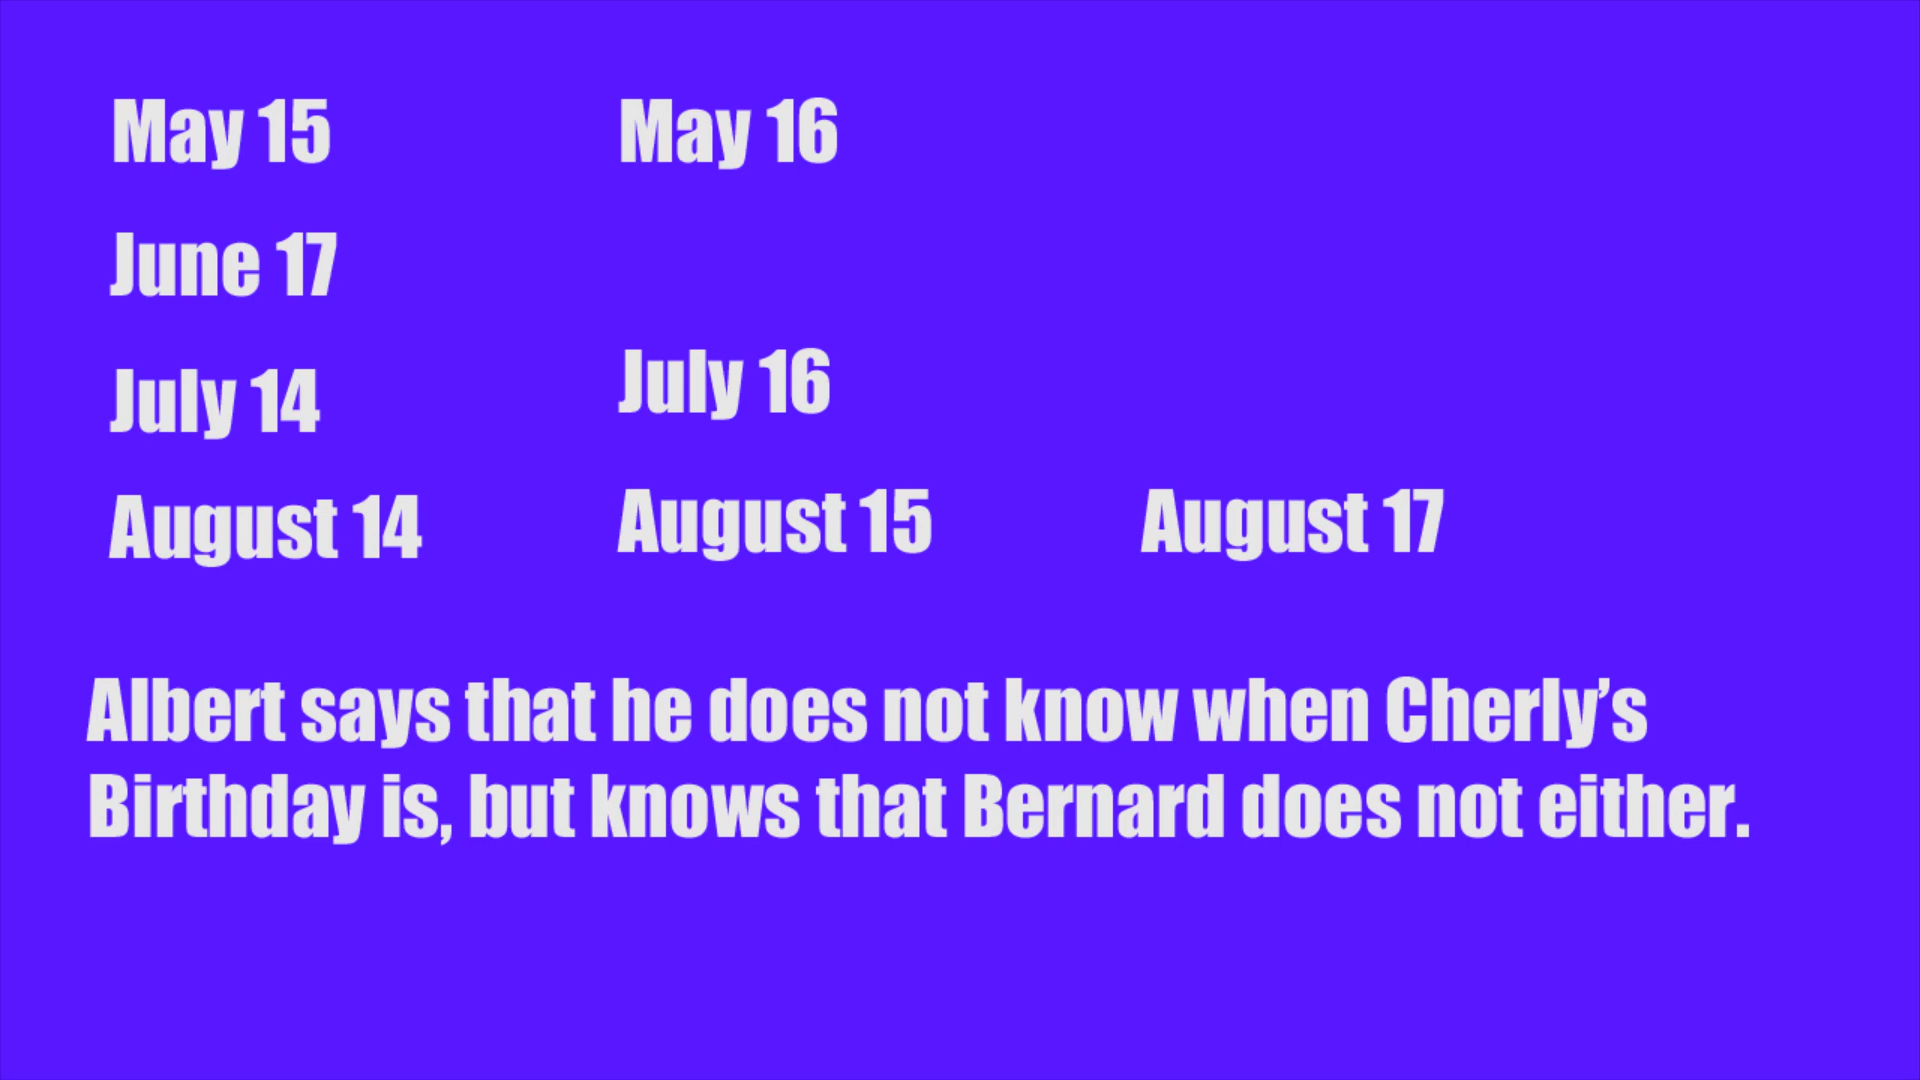 May 15 May 16
June 17
July 14 July 16
August 14 August 15 August 17
Albert says that he does not know when Cherly’s
Birthday is, but knows that Bernard does not either.